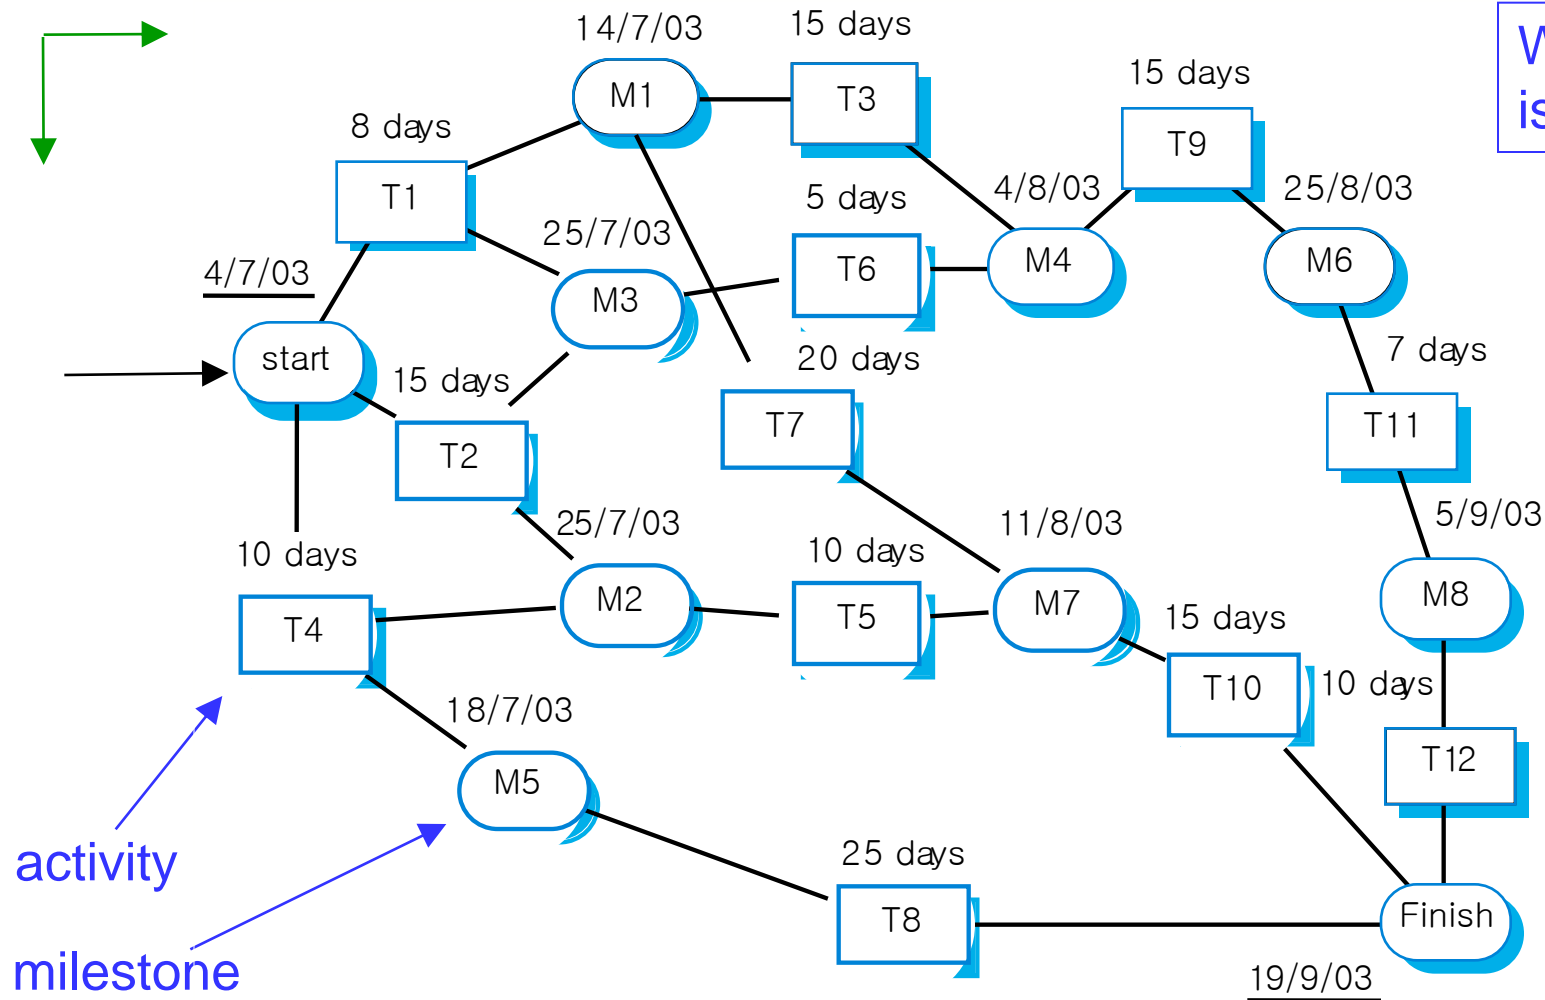 14/7/03
15 days
W
is
M1
15 days
T3
8 days
T9
T1
4/8/03
25/8/03
5 days
25/7/03
4/7/03
T6
M4
M6
M3
start
15 days
20 days
7 days
T2
T7
T11
10 days
25/7/03
11/8/03
5/9/03
10 days
T4
M2
T5
M7
M8
15 days
T10
10 days
18/7/03
M5
T12
activity
25 days
T8
Finish
milestone
19/9/03